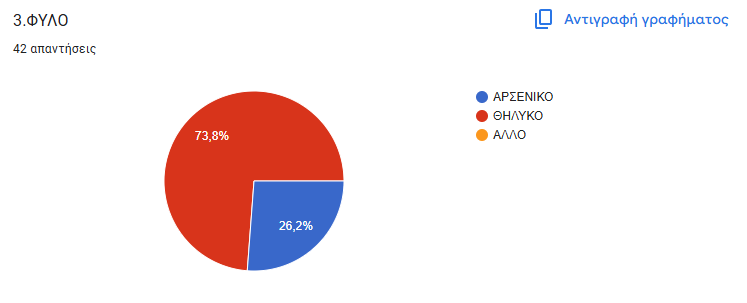 3.ΦΥΛΟ
Αντιγραφή γραφήματος
42 απαντήσεις
ΑΡΣΕΝΙΚΟ
ΘΗΛΥΚΟ
ΑΛΛΟ
73,8%
26,2%